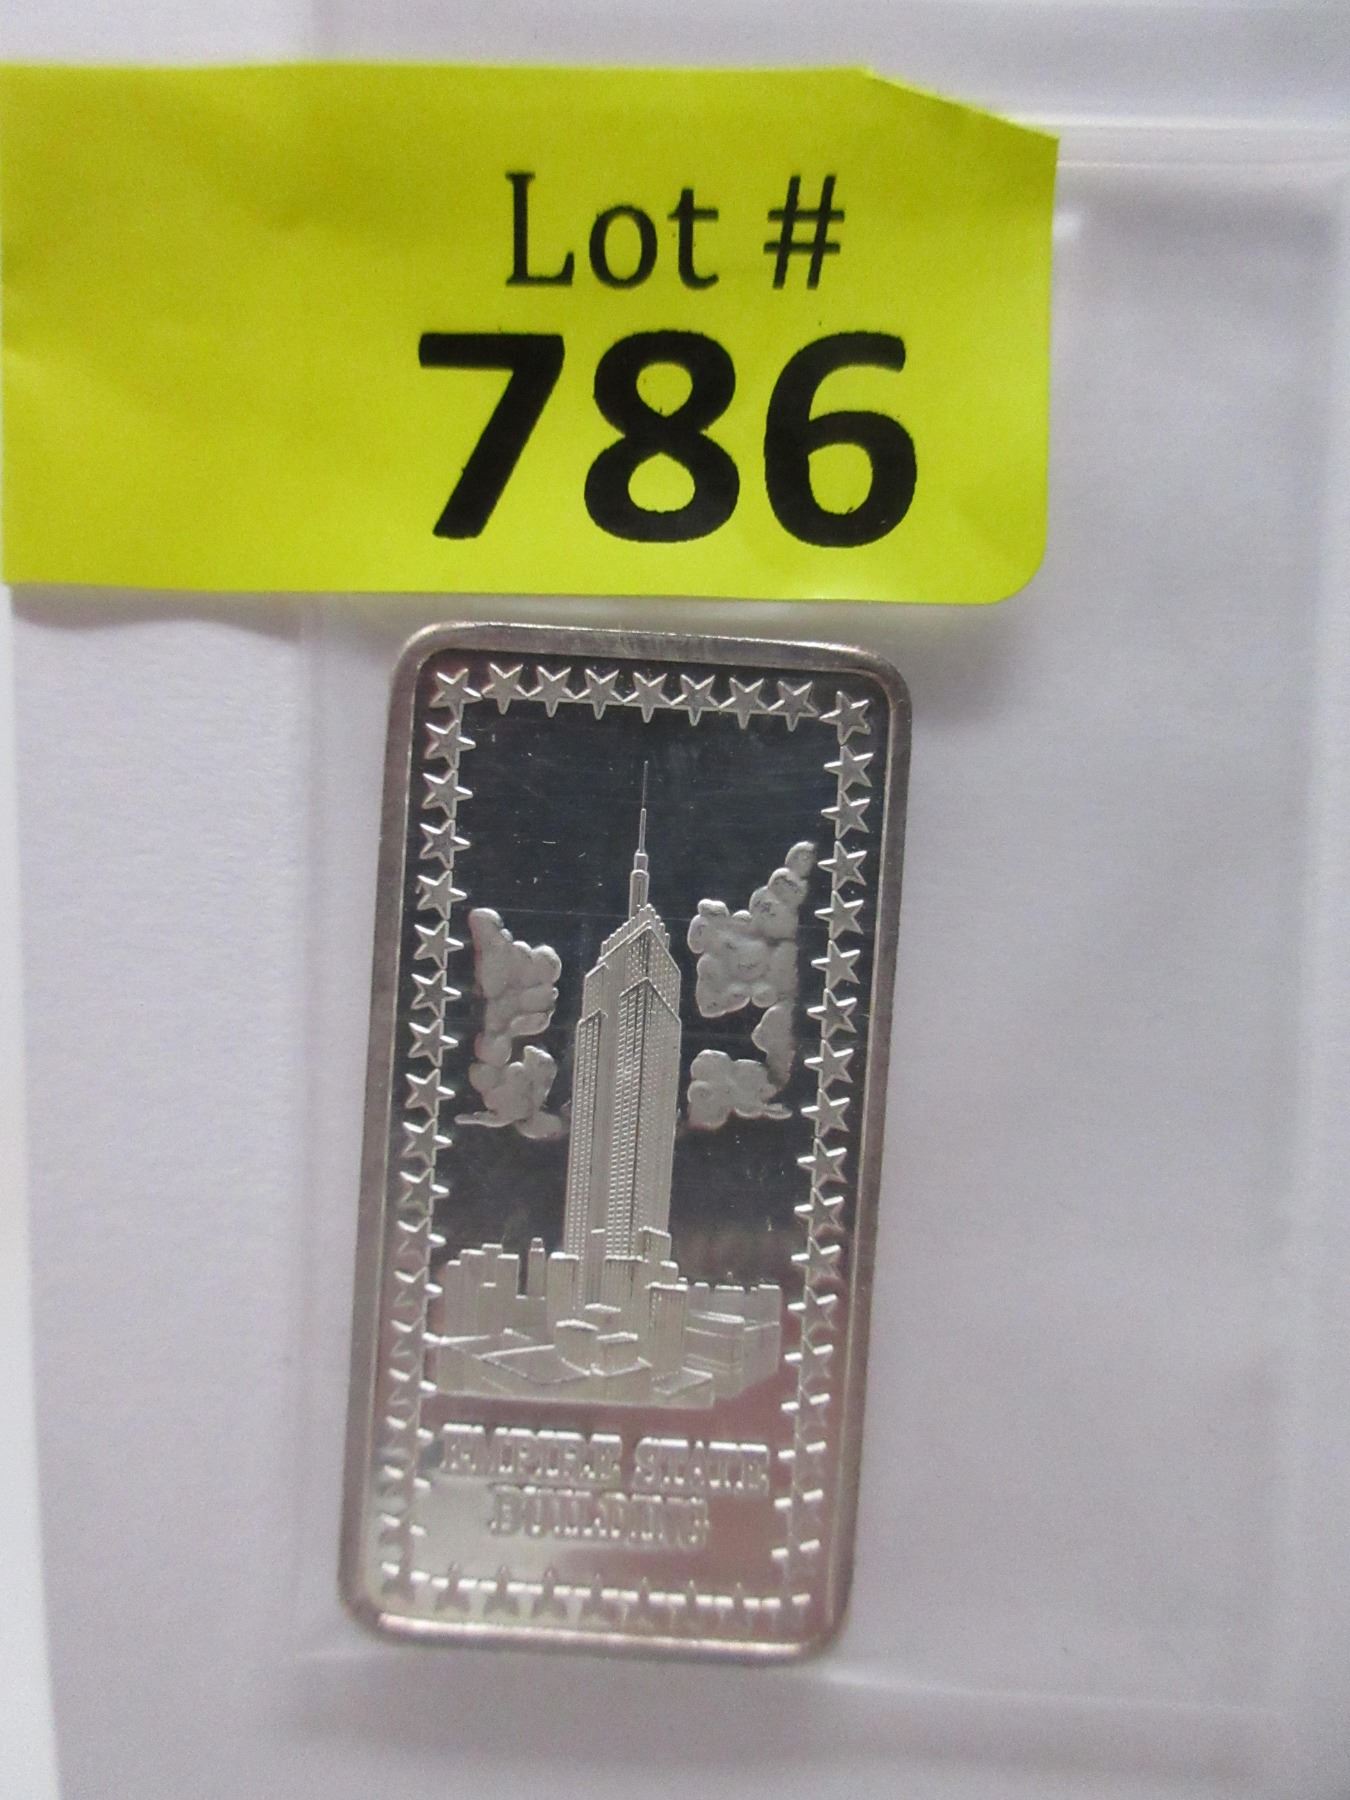 Lot #
786
EMPIRE STATE
BUILDING